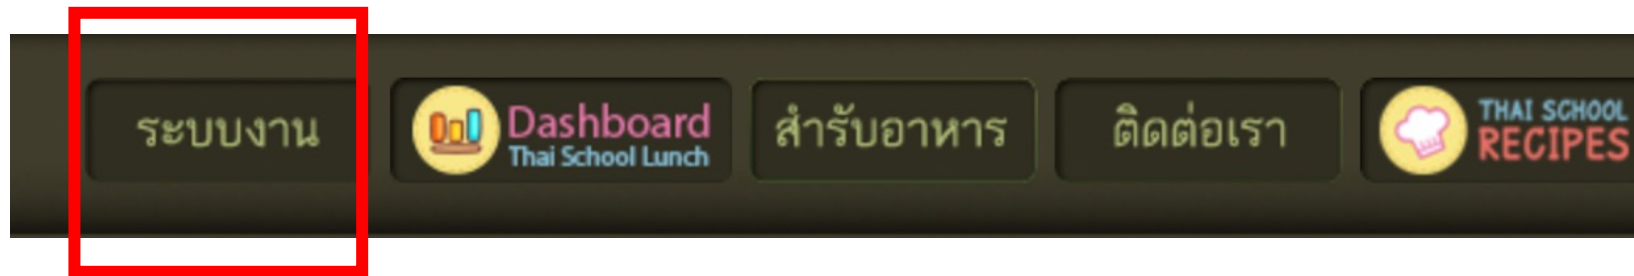 ระบบงาน
Dashboard
Thai School Lunch
สำรับอาหาร
ติดต่อเรา
THAI SCHOOL
RECIPES